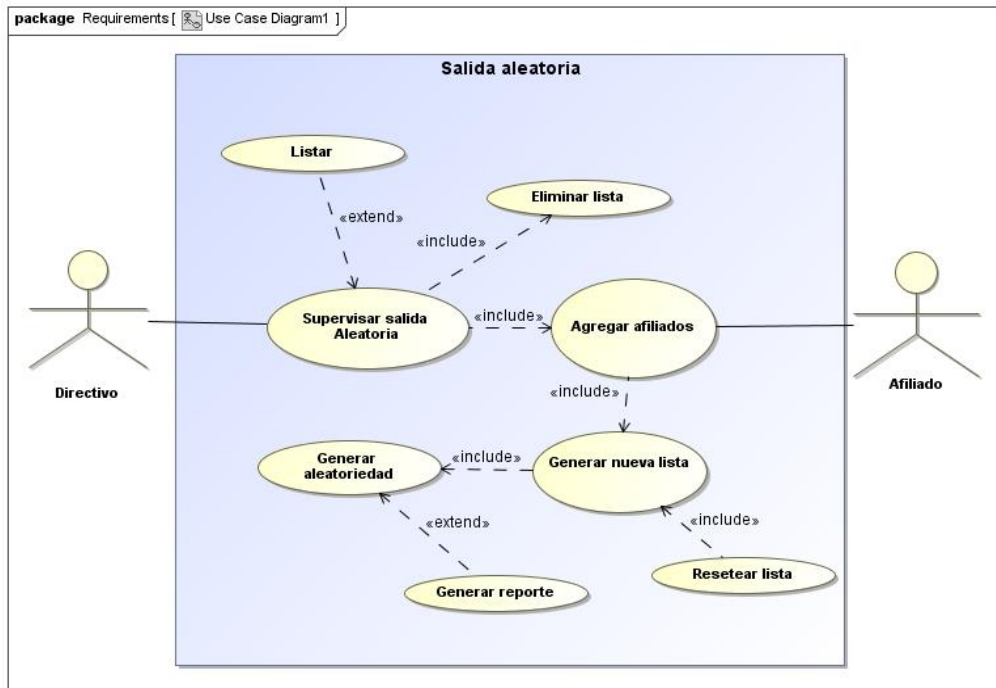 package Requirements [ Use Case Diagram1 ]
Salida aleatoria
Listar
«extend»
Eliminar lista
«include»
Supervisar salida
Aleatoria
«include»
Agregar afiliados
Directivo
Afiliado
«include»
Generar
aleatoriedad
«include»
Generar nueva lista
«extend»
«include»
Generar reporte
Resetear lista